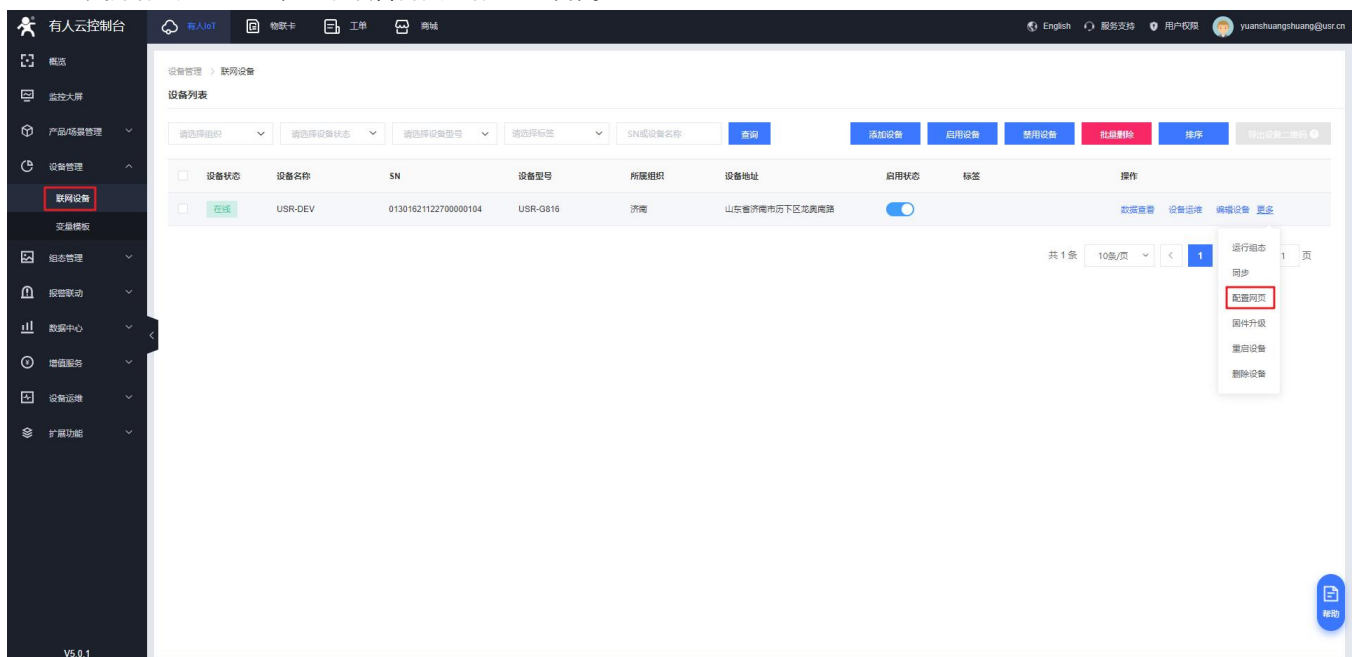 有人云控制台
有人IoT 物联卡 工单 商城 English 服务支持 用户权限 yuanshuangshuang@usr.cn
概览
监控大屏
产品/场景管理
设备管理
联网设备
变量模板
组态管理
报警联动
数据中心
增值服务
设备运维
扩展功能
V5.0.1
设备管理 > 联网设备
设备列表
请选择组织 请选择设备状态 请选择设备型号 请选择标签 SN或设备名称 查询 添加设备 启用设备 禁用设备 批量删除 排序 导出设备二维码
设备状态 设备名称 SN 设备型号 所属组织 设备地址 启用状态 标签 操作
在线 USR-DEV 01301621122700000104 USR-G816 济南 山东省济南市历下区龙奥南路 数据查看 设备运维 编辑设备 更多
共 1 条 10条/页 1 1 页
运行组态
同步
配置网页
固件升级
重启设备
删除设备
帮助